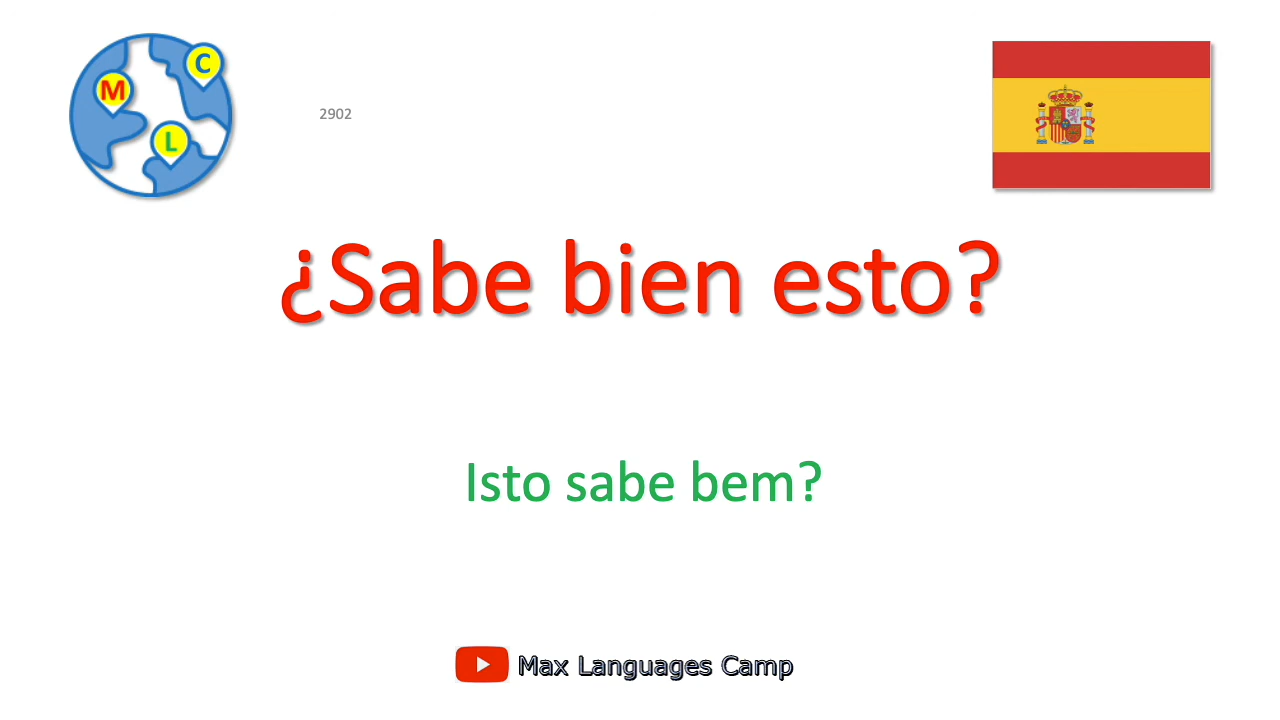 C
M
L
2902
¿Sabe bien esto?
Isto sabe bem?
Max Languages Camp